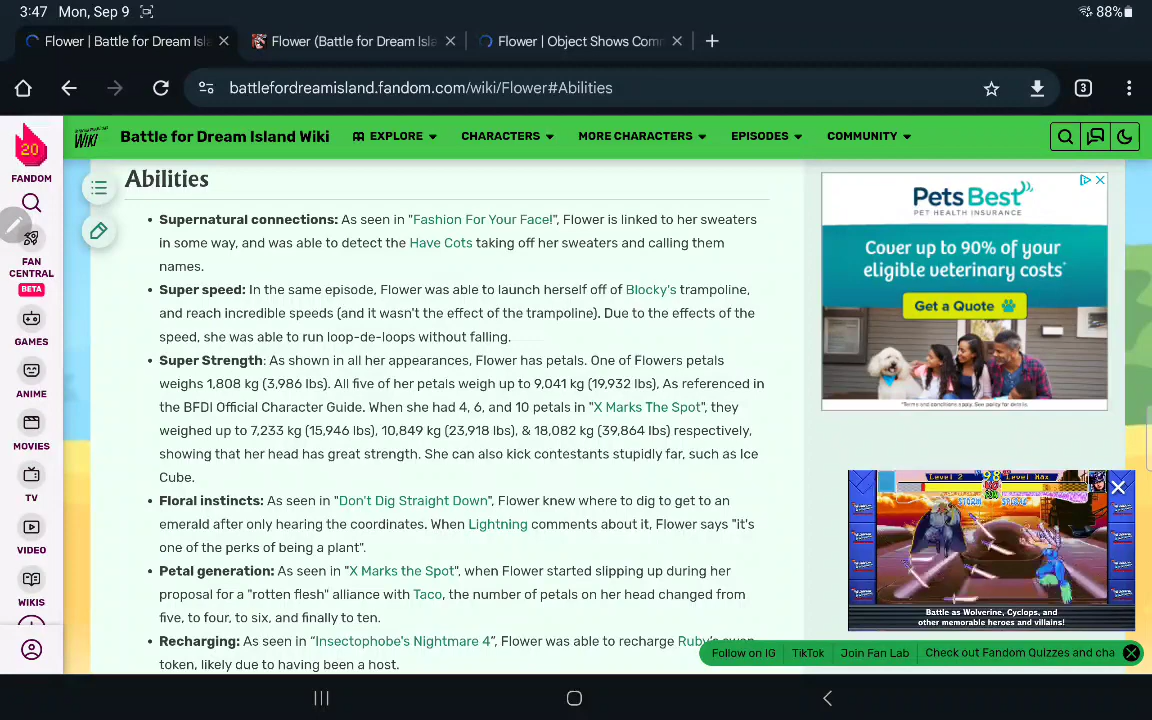 3:47 Mon, Sep 9
88%
Flower | Battle for Dream Isla
Flower (Battle for Dream Isla
Flower | Object Shows Comm
battlefordreamisland.fandom.com/wiki/Flower#Abilities
3
20
FANDOM
FAN CENTRAL
BETA
GAMES
ANIME
MOVIES
TV
VIDEO
WIKIS
WIKI
Battle for Dream Island Wiki
EXPLORE
CHARACTERS
MORE CHARACTERS
EPISODES
COMMUNITY
Abilities
Supernatural connections: As seen in "Fashion For Your Face!", Flower is linked to her sweaters
in some way, and was able to detect the Have Cots taking off her sweaters and calling them
names.
Super speed: In the same episode, Flower was able to launch herself off of Blocky's trampoline,
and reach incredible speeds (and it wasn't the effect of the trampoline). Due to the effects of the
speed, she was able to run loop-de-loops without falling.
Super Strength: As shown in all her appearances, Flower has petals. One of Flowers petals
weighs 1,808 kg (3,986 lbs). All five of her petals weigh up to 9,041 kg (19,932 lbs), As referenced in
the BFDI Official Character Guide. When she had 4, 6, and 10 petals in "X Marks The Spot", they
weighed up to 7,233 kg (15,946 lbs), 10,849 kg (23,918 lbs), & 18,082 kg (39,864 lbs) respectively,
showing that her head has great strength. She can also kick contestants stupidly far, such as Ice
Cube.
Floral instincts: As seen in "Don't Dig Straight Down", Flower knew where to dig to get to an
emerald after only hearing the coordinates. When Lightning comments about it, Flower says "it's
one of the perks of being a plant".
Petal generation: As seen in "X Marks the Spot", when Flower started slipping up during her
proposal for a "rotten flesh" alliance with Taco, the number of petals on her head changed from
five, to four, to six, and finally to ten.
Recharging: As seen in “Insectophobe's Nightmare 4”, Flower was able to recharge Ruby's swap
token, likely due to having been a host.
PetsBest
PET HEALTH INSURANCE
Cover up to 90% of your
eligible veterinary costs*
Get a Quote
*Terms and conditions apply. See policy for details.
Level 2
98
Level Max
STORM
Battle as Wolverine, Cyclops, and
other memorable heroes and villains!
Follow on IG
TikTok
Join Fan Lab
Check out Fandom Quizzes and cha